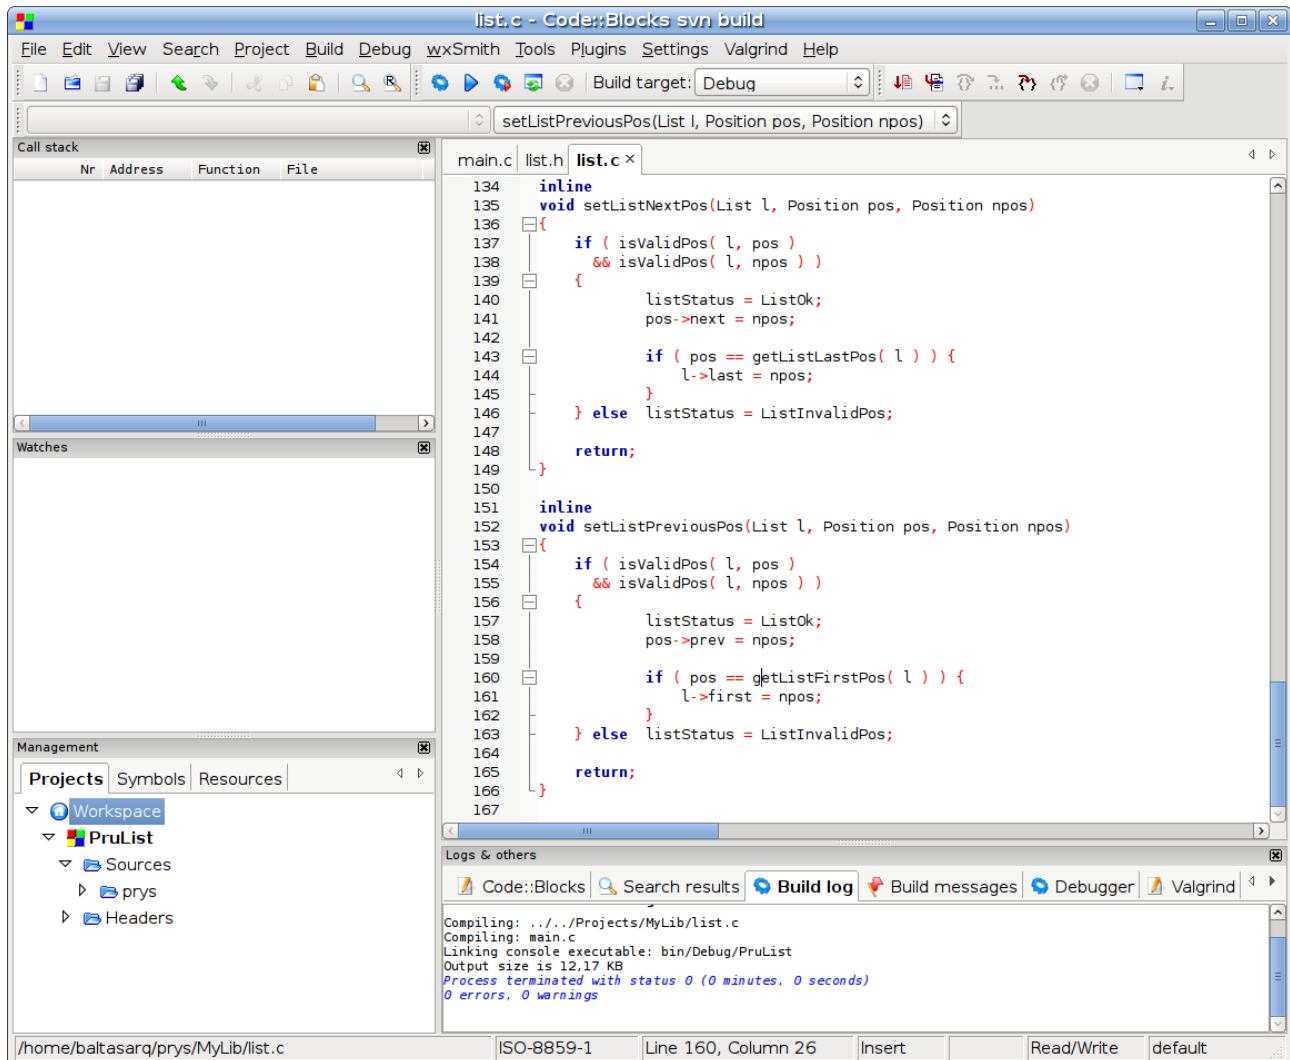 list.c - Code::Blocks svn build
File Edit View Search Project Build Debug wxSmith Tools Plugins Settings Valgrind Help
Build target: Debug
setListPreviousPos(List l, Position pos, Position npos)
Call stack
Nr Address Function File
Watches
Management
Projects Symbols Resources
Workspace
PruList
Sources
prys
Headers
main.c list.h list.c
134 inline
135 void setListNextPos(List l, Position pos, Position npos)
136 {
137 if ( isValidPos( l, pos )
138 && isValidPos( l, npos ) )
139 {
140 listStatus = ListOk;
141 pos->next = npos;
142
143 if ( pos == getListLastPos( l ) ) {
144 l->last = npos;
145 }
146 } else listStatus = ListInvalidPos;
147
148 return;
149 }
150
151 inline
152 void setListPreviousPos(List l, Position pos, Position npos)
153 {
154 if ( isValidPos( l, pos )
155 && isValidPos( l, npos ) )
156 {
157 listStatus = ListOk;
158 pos->prev = npos;
159
160 if ( pos == getListFirstPos( l ) ) {
161 l->first = npos;
162 }
163 } else listStatus = ListInvalidPos;
164
165 return;
166 }
167
Logs & others
Code::Blocks Search results Build log Build messages Debugger Valgrind
Compiling: ../../Projects/MyLib/list.c
Compiling: main.c
Linking console executable: bin/Debug/PruList
Output size is 12,17 KB
Process terminated with status 0 (0 minutes, 0 seconds)
0 errors, 0 warnings
/home/baltasarq/prys/MyLib/list.c ISO-8859-1 Line 160, Column 26 Insert Read/Write default